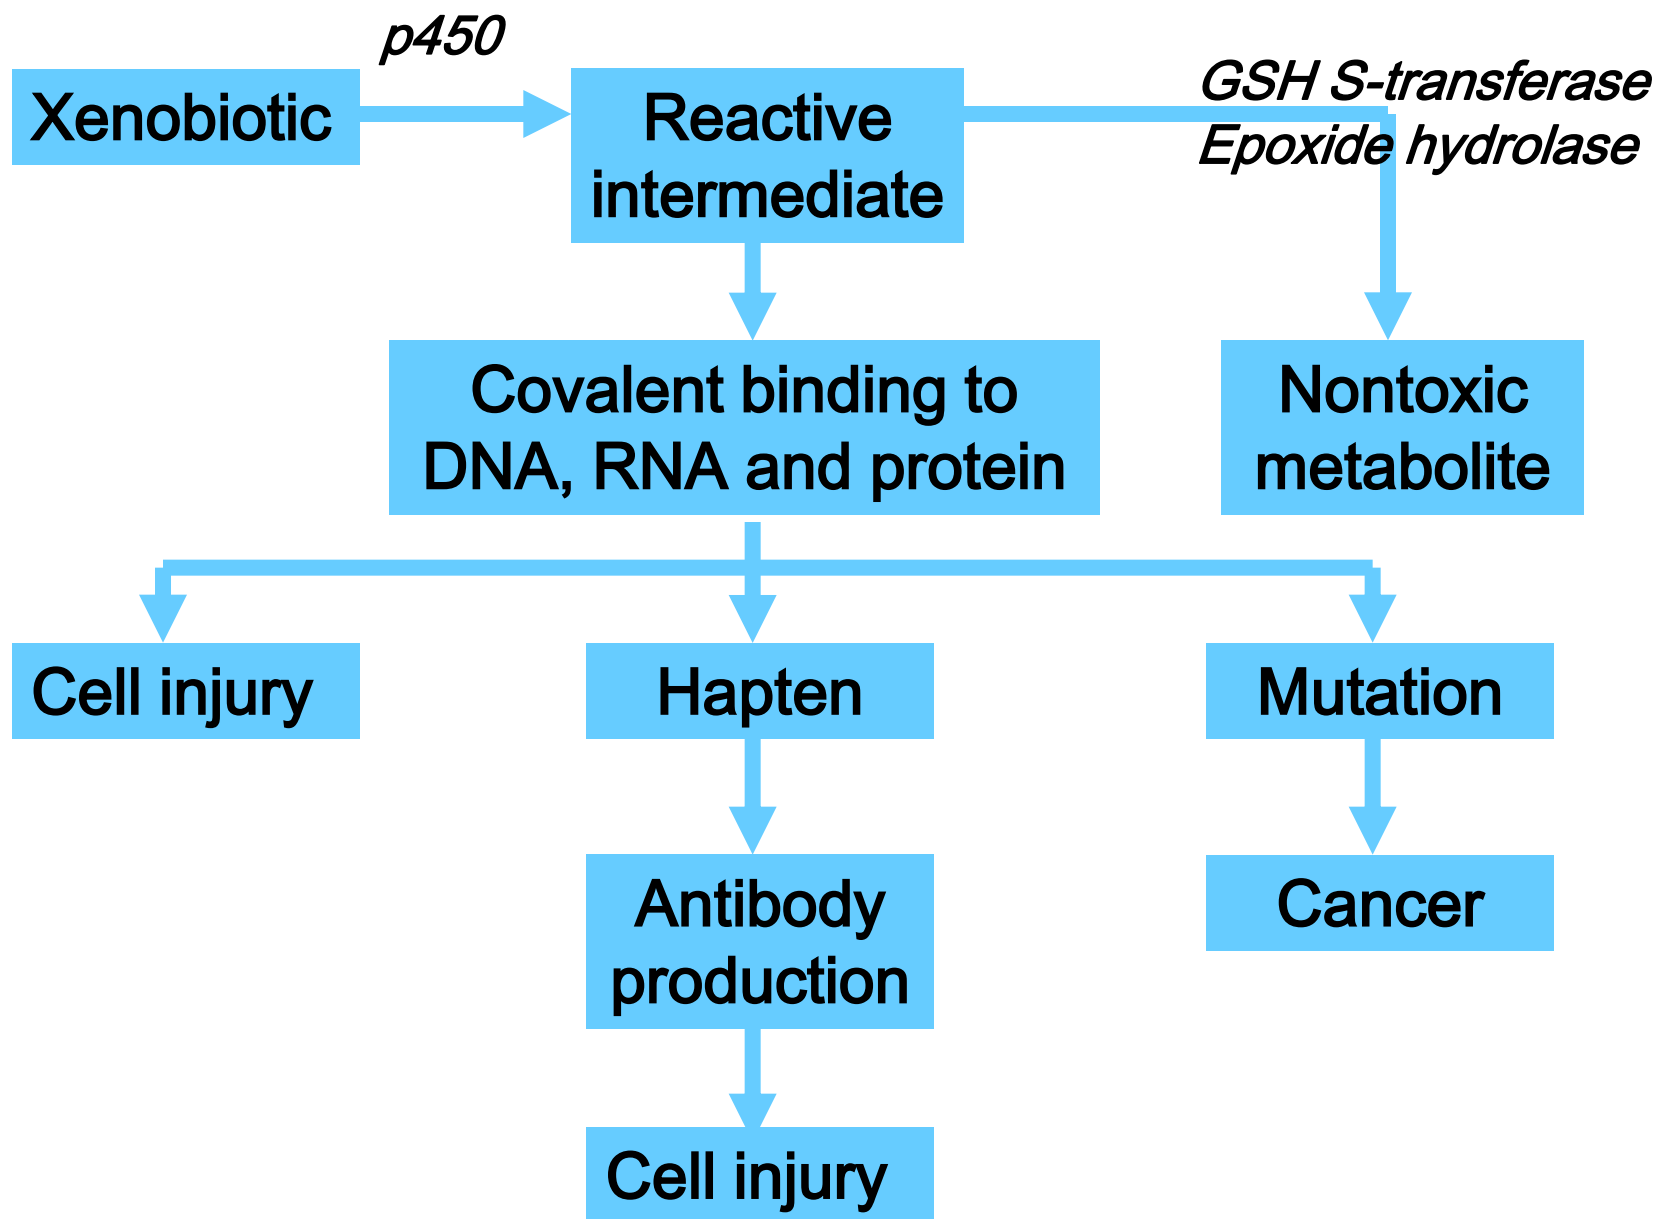 p450
Xenobiotic
Reactive
intermediate
GSH S-transferase
Epoxide hydrolase
Covalent binding to
DNA, RNA and protein
Nontoxic
metabolite
Cell injury
Hapten
Mutation
Antibody
production
Cancer
Cell injury